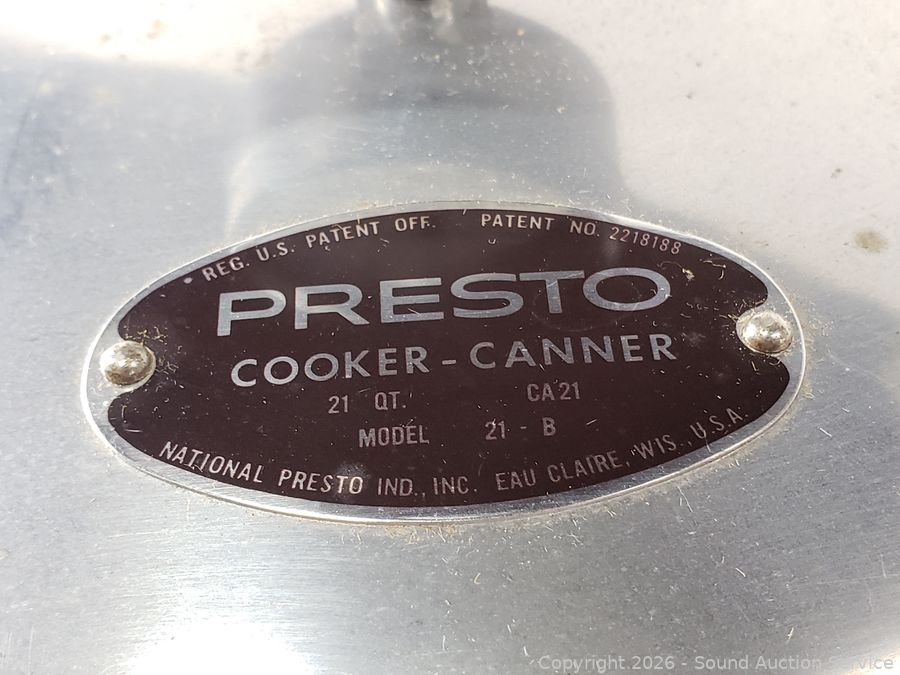 REG. U.S. PATENT OFF. PATENT NO. 2218188
PRESTO
COOKER-CANNER
21 QT. CA21
MODEL 21-B
NATIONAL PRESTO IND., INC. EAU CLAIRE, WIS., U.S.A.
Copyright 2026 - Sound Auction Service